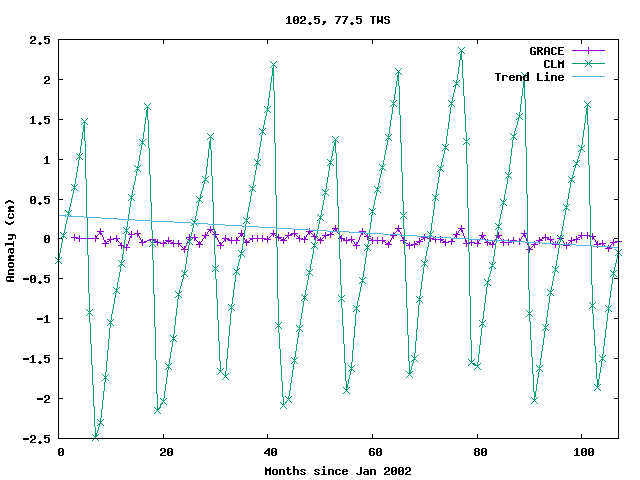 102.5, 77.5 TWS
GRACE
CLM
Trend Line
2.5
2
1.5
1
0.5
0
-0.5
-1
-1.5
-2
-2.5
Anomaly (cm)
0 20 40 60 80 100
Months since Jan 2002